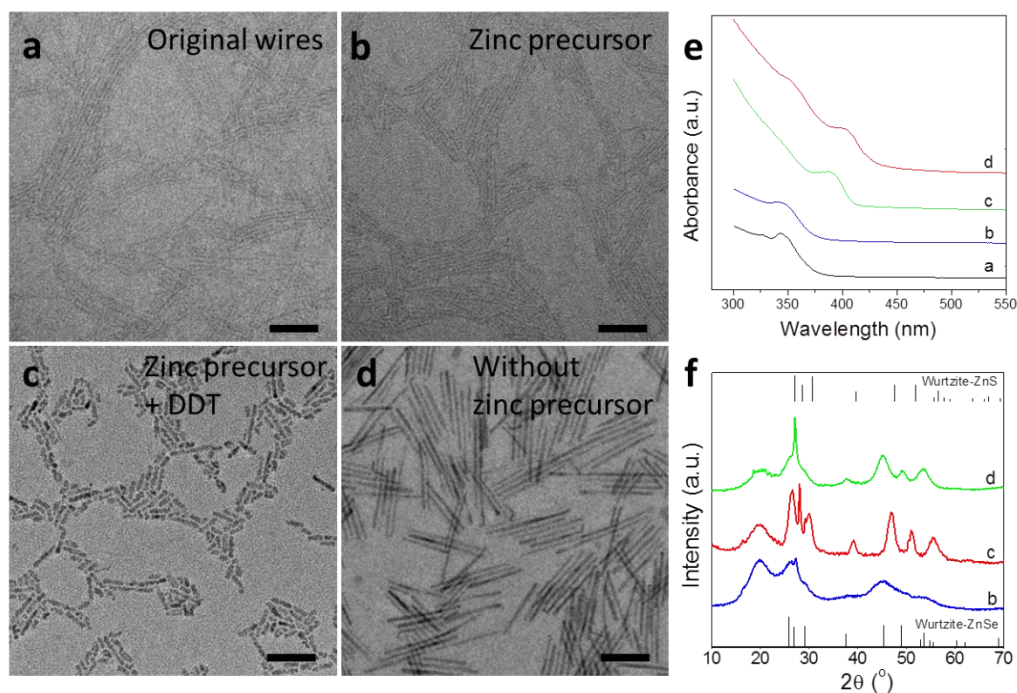 a
Original wires
b
Zinc precursor
c
Zinc precursor
+ DDT
d
Without
zinc precursor
e
Aborbance (a.u.)
d
c
b
a
300 350 400 450 500 550
Wavelength (nm)
f
Intensity (a.u.)
Wurtzite-ZnS
d
c
b
Wurtzite-ZnSe
10 20 30 40 50 60 70
2θ (°)